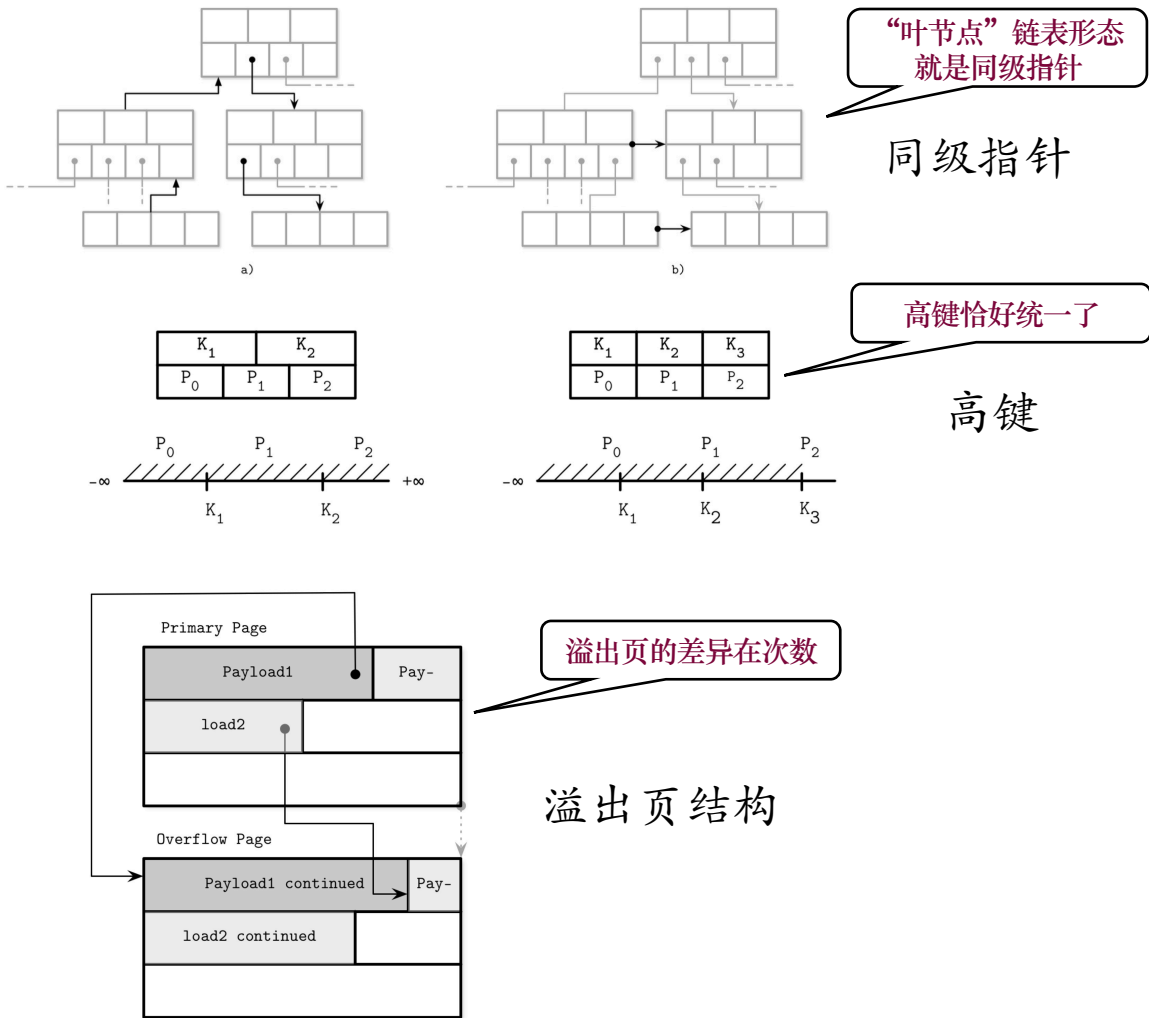 “叶节点”链表形态
就是同级指针
同级指针
a)
b)
高键恰好统一了
高键
K₁ K₂
P₀ P₁ P₂
K₁ K₂ K₃
P₀ P₁ P₂
P₀ P₁ P₂
-∞ +∞
K₁ K₂
P₀ P₁ P₂
-∞
K₁ K₂ K₃
Primary Page
Payload1 Pay-
load2
溢出页的差异在次数
溢出页结构
Overflow Page
Payload1 continued Pay-
load2 continued